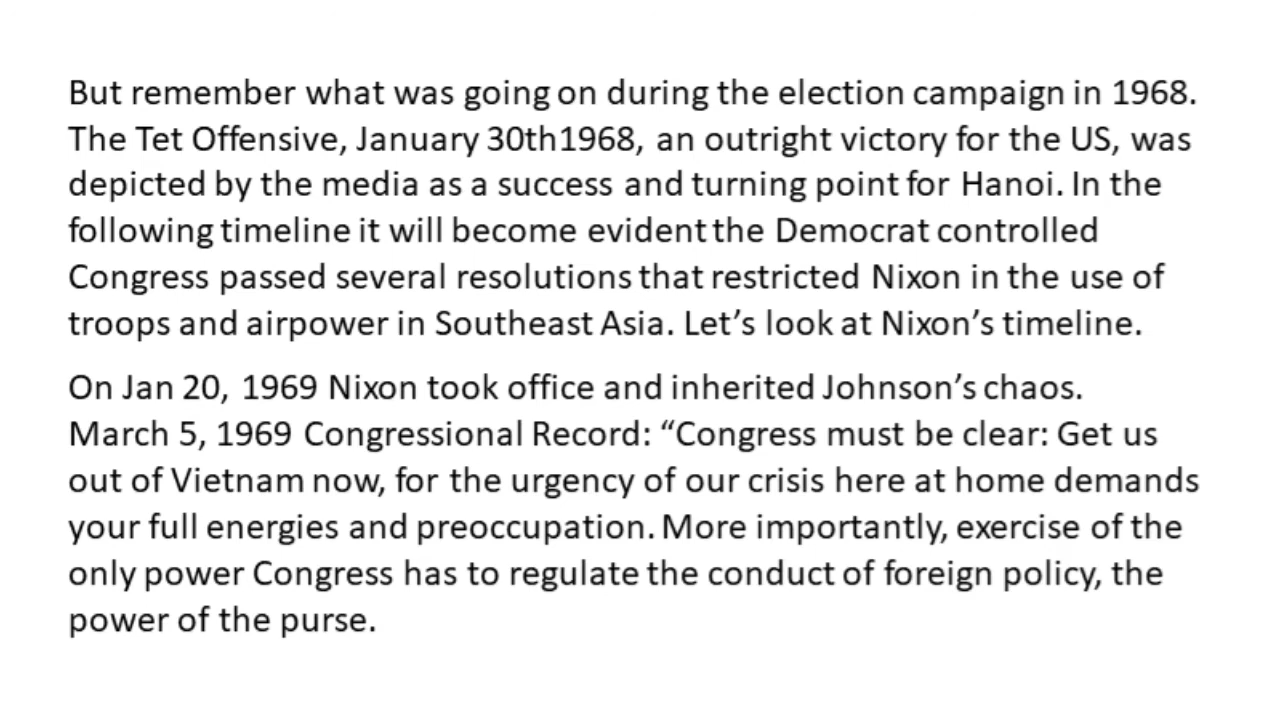 But remember what was going on during the election campaign in 1968.
The Tet Offensive, January 30th1968, an outright victory for the US, was
depicted by the media as a success and turning point for Hanoi. In the
following timeline it will become evident the Democrat controlled
Congress passed several resolutions that restricted Nixon in the use of
troops and airpower in Southeast Asia. Let’s look at Nixon’s timeline.
On Jan 20, 1969 Nixon took office and inherited Johnson’s chaos.
March 5, 1969 Congressional Record: “Congress must be clear: Get us
out of Vietnam now, for the urgency of our crisis here at home demands
your full energies and preoccupation. More importantly, exercise of the
only power Congress has to regulate the conduct of foreign policy, the
power of the purse.